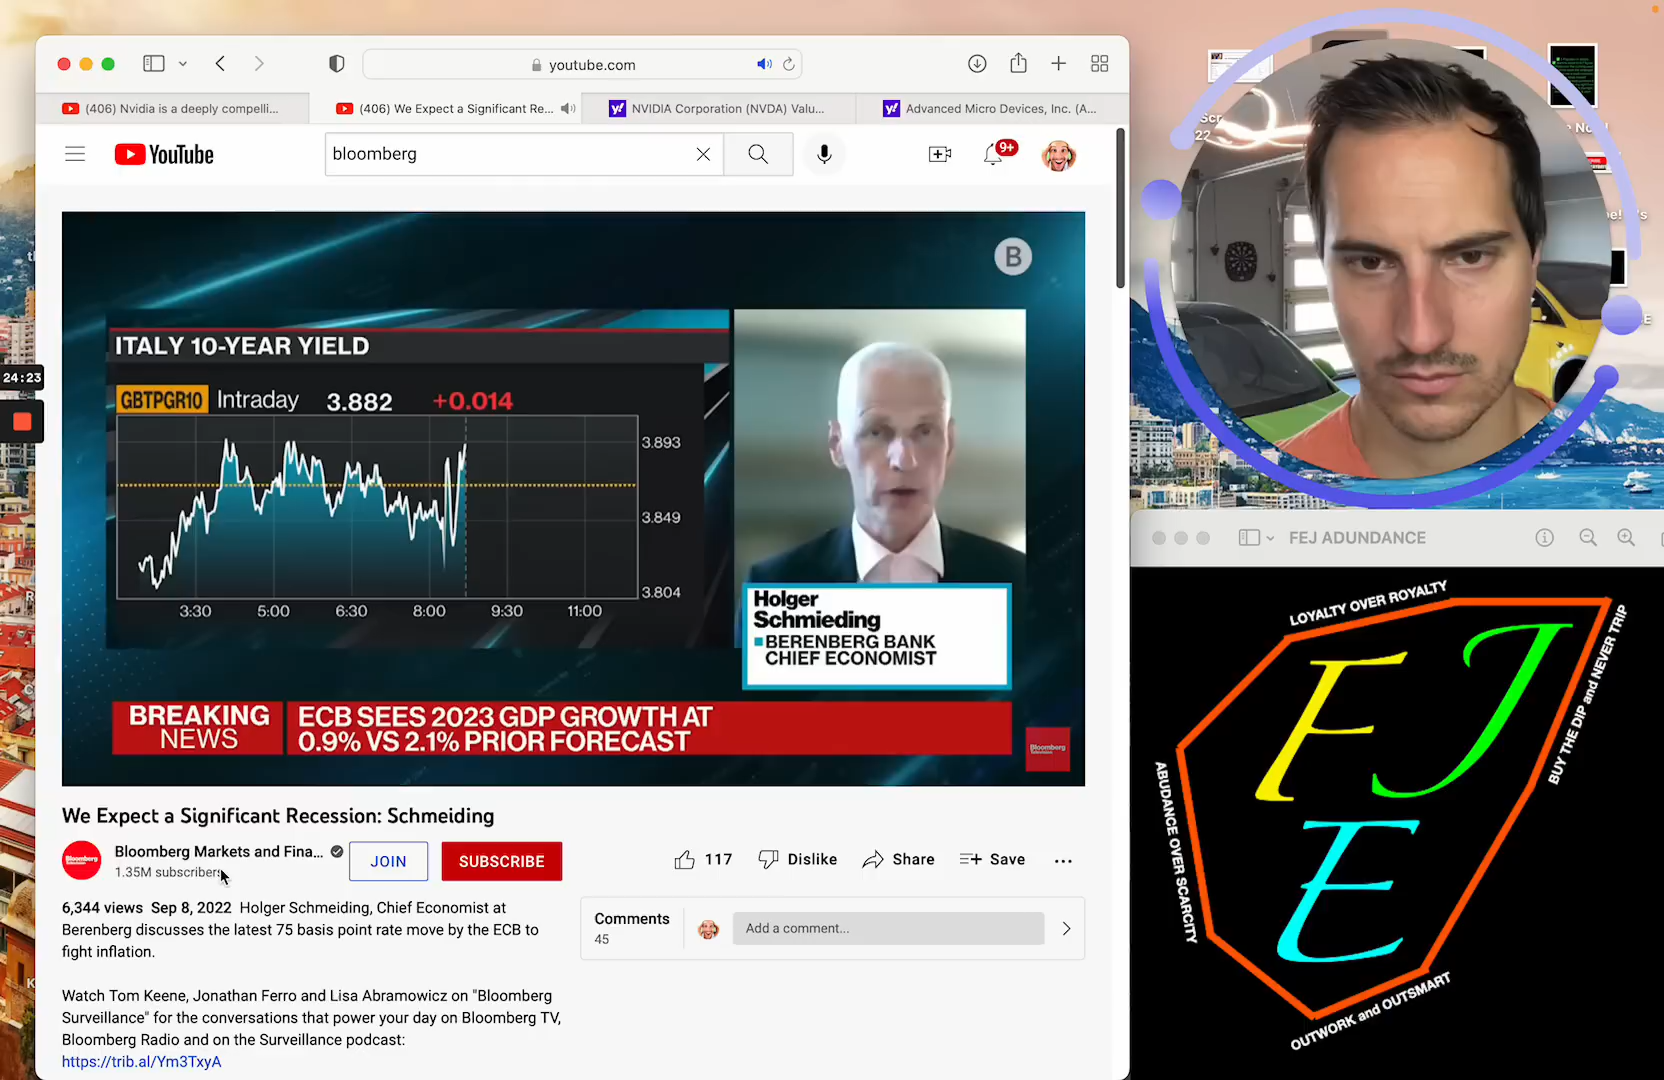 youtube.com
(406) Nvidia is a deeply compelli...
(406) We Expect a Significant Re...
NVIDIA Corporation (NVDA) Valu...
Advanced Micro Devices, Inc. (A...
YouTube
bloomberg
9+
B
ITALY 10-YEAR YIELD
GBTPGR10 Intraday 3.882 +0.014
3.893
3.849
3.804
3:30 5:00 6:30 8:00 9:30 11:00
Holger
Schmieding
BERENBERG BANK
CHIEF ECONOMIST
BREAKING
NEWS
ECB SEES 2023 GDP GROWTH AT
0.9% VS 2.1% PRIOR FORECAST
Bloomberg
24:23
We Expect a Significant Recession: Schmeiding
Bloomberg Markets and Fina...
1.35M subscribers
JOIN
SUBSCRIBE
117
Dislike
Share
Save
6,344 views Sep 8, 2022 Holger Schmeiding, Chief Economist at
Berenberg discusses the latest 75 basis point rate move by the ECB to
fight inflation.
Watch Tom Keene, Jonathan Ferro and Lisa Abramowicz on "Bloomberg
Surveillance" for the conversations that power your day on Bloomberg TV,
Bloomberg Radio and on the Surveillance podcast:
https://trib.al/Ym3TxyA
Comments
45
Add a comment...
Scr
22
FEJ ADUNDANCE
LOYALTY OVER ROYALTY
BUY THE DIP and NEVER TRIP
ABUDANCE OVER SCARCITY
OUTWORK and OUTSMART
F
J
E